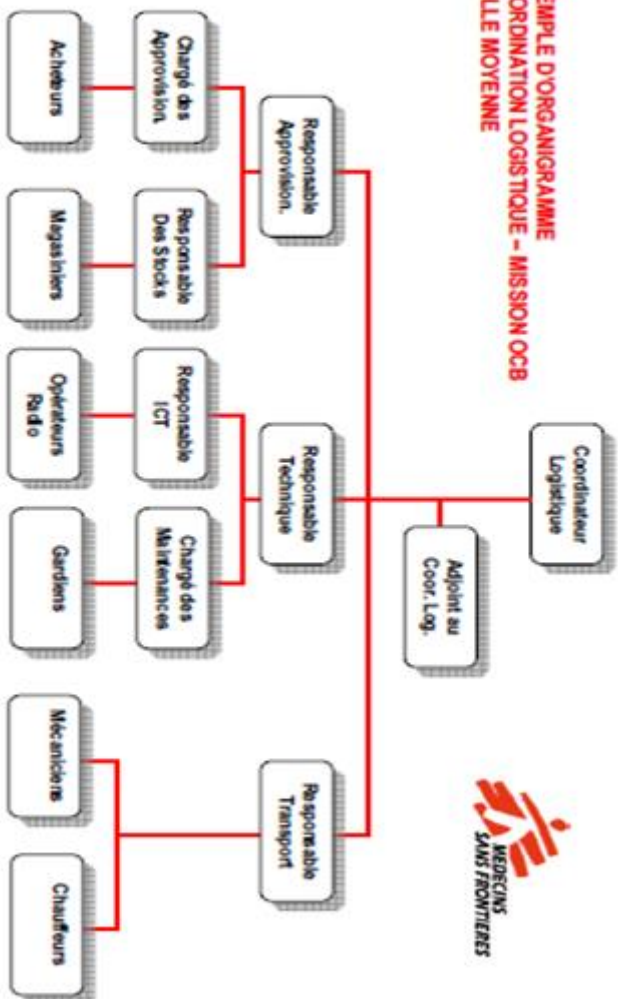 EMPLE D'ORGANIGRAMME
ORDINATION LOGISTIQUE – MISSION OCB
LLE MOYENNE
MEDECINS
SANS FRONTIERES
Coordinateur
Logistique
Adjoint au
Coor. Log.
Responsable
Approvision.
Responsable
Technique
Responsable
Transport
Chargé des
Approvision.
Responsable
Des Stocks
Responsable
ICT
Chargé des
Maintenances
Acheteurs
Magasiniers
Opérateurs
Radio
Gardiens
Mécaniciens
Chauffeurs